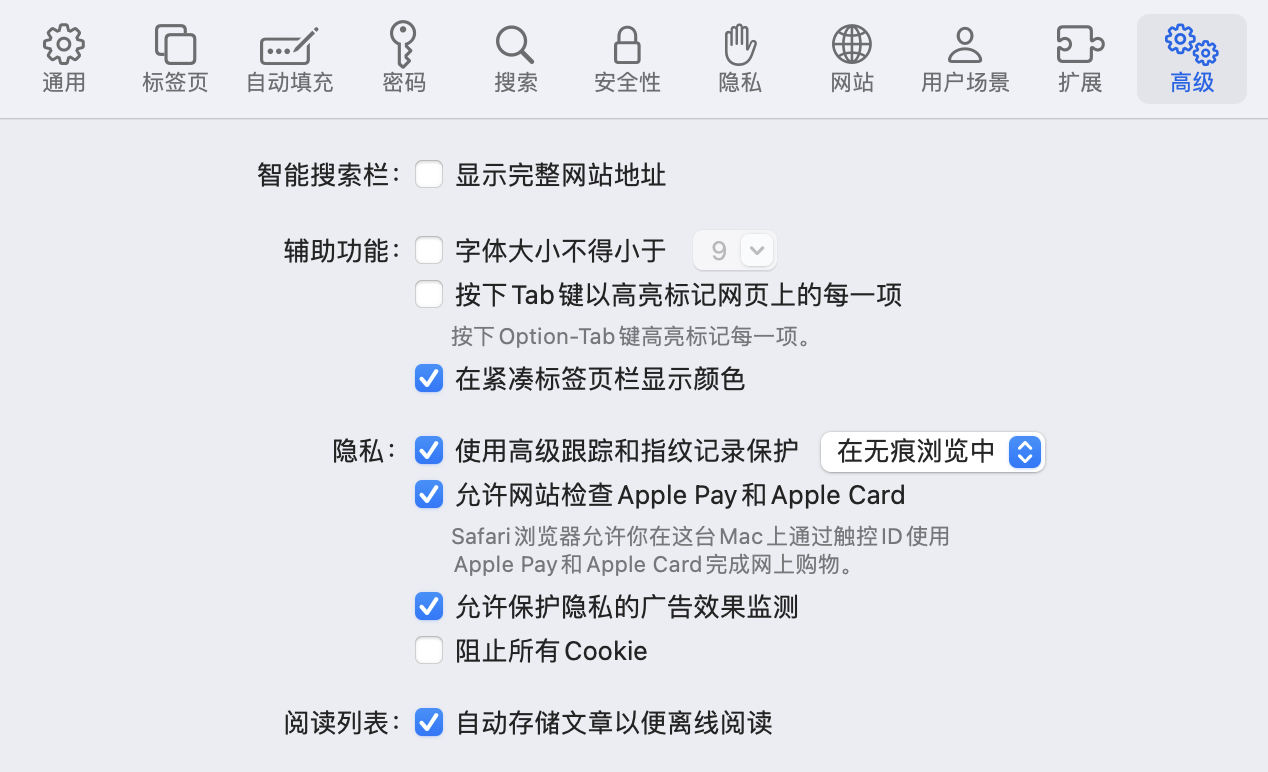 通用 标签页 自动填充 密码 搜索 安全性 隐私 网站 用户场景 扩展 高级
智能搜索栏： 显示完整网站地址
辅助功能： 字体大小不得小于 9
按下 Tab 键以高亮标记网页上的每一项
按下 Option-Tab 键高亮标记每一项。
在紧凑标签页栏显示颜色
隐私： 使用高级跟踪和指纹记录保护 在无痕浏览中
允许网站检查 Apple Pay 和 Apple Card
Safari 浏览器允许你在这台 Mac 上通过触控 ID 使用
Apple Pay 和 Apple Card 完成网上购物。
允许保护隐私的广告效果监测
阻止所有 Cookie
阅读列表： 自动存储文章以便离线阅读